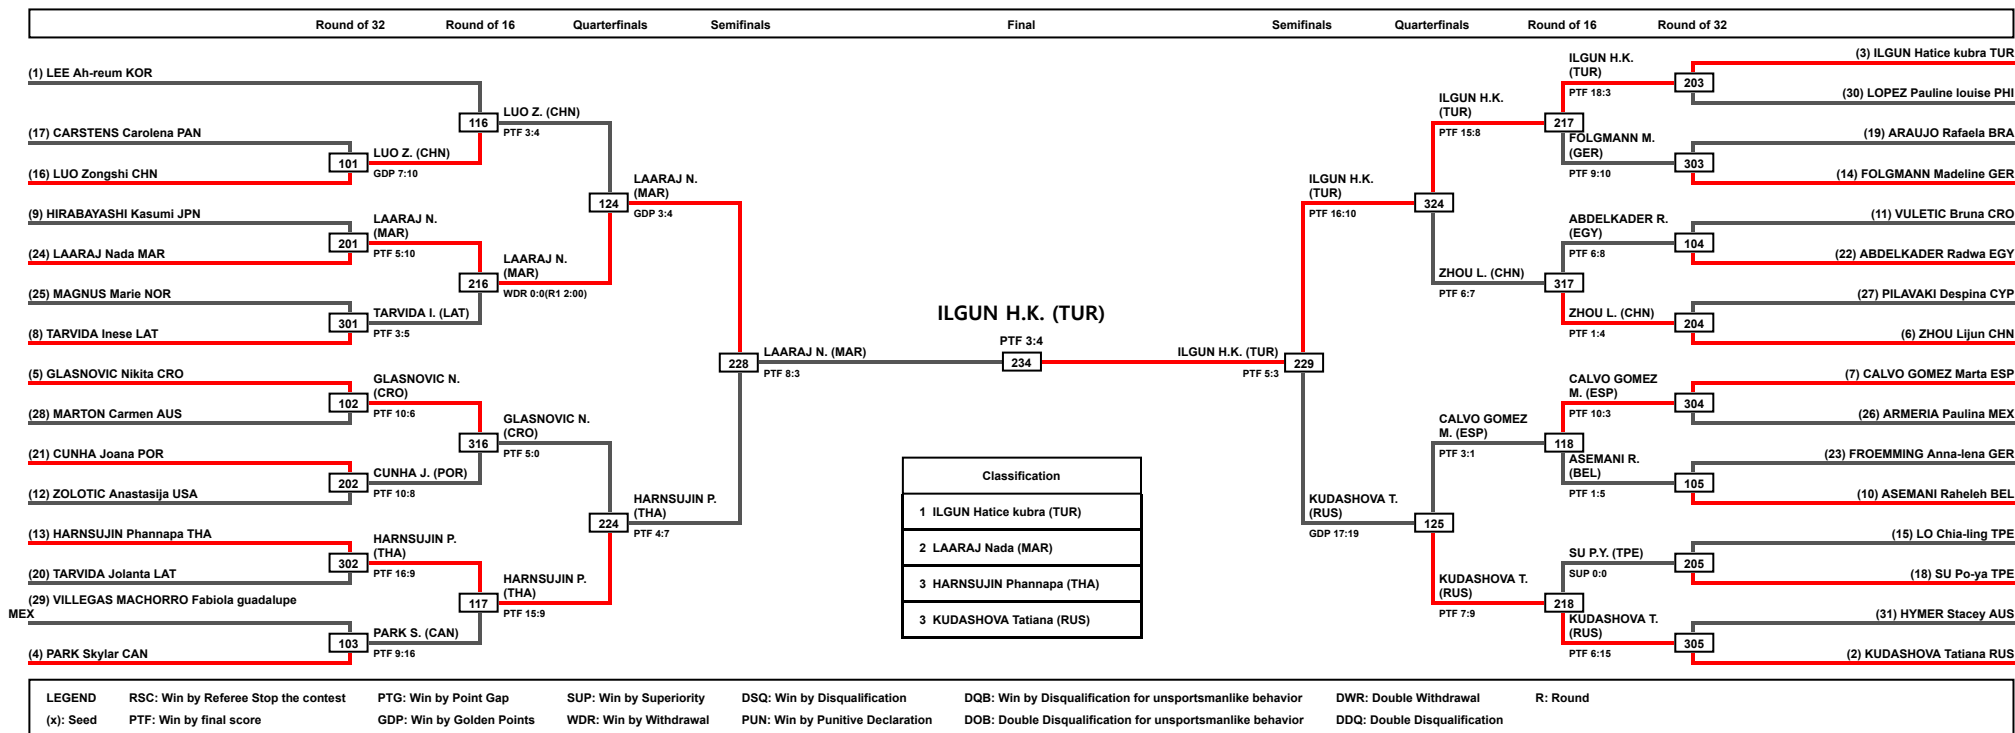 Round of 32 Round of 16 Quarterfinals Semifinals Final Semifinals Quarterfinals Round of 16 Round of 32
(1) LEE Ah-reum KOR
(17) CARSTENS Carolena PAN
(16) LUO Zongshi CHN
(9) HIRABAYASHI Kasumi JPN
(24) LAARAJ Nada MAR
(25) MAGNUS Marie NOR
(8) TARVIDA Inese LAT
(5) GLASNOVIC Nikita CRO
(28) MARTON Carmen AUS
(21) CUNHA Joana POR
(12) ZOLOTIC Anastasija USA
(13) HARNSUJIN Phannapa THA
(20) TARVIDA Jolanta LAT
(29) VILLEGAS MACHORRO Fabiola guadalupe
MEX
(4) PARK Skylar CAN
101
LUO Z. (CHN)
GDP 7:10
201
LAARAJ N.
(MAR)
PTF 5:10
301
TARVIDA I. (LAT)
PTF 3:5
102
GLASNOVIC N.
(CRO)
PTF 10:6
202
CUNHA J. (POR)
PTF 10:8
302
HARNSUJIN P.
(THA)
PTF 16:9
103
PARK S. (CAN)
PTF 9:16
116
LUO Z. (CHN)
PTF 3:4
216
LAARAJ N.
(MAR)
WDR 0:0(R1 2:00)
316
GLASNOVIC N.
(CRO)
PTF 5:0
117
HARNSUJIN P.
(THA)
PTF 15:9
124
LAARAJ N.
(MAR)
GDP 3:4
224
HARNSUJIN P.
(THA)
PTF 4:7
228
LAARAJ N. (MAR)
PTF 8:3
ILGUN H.K. (TUR)
PTF 3:4
234
ILGUN H.K. (TUR)
PTF 5:3
229
ILGUN H.K.
(TUR)
PTF 16:10
324
KUDASHOVA T.
(RUS)
GDP 17:19
125
ILGUN H.K.
(TUR)
PTF 15:8
217
ZHOU L. (CHN)
PTF 6:7
317
CALVO GOMEZ
M. (ESP)
PTF 3:1
118
KUDASHOVA T.
(RUS)
PTF 7:9
218
ILGUN H.K.
(TUR)
PTF 18:3
203
FOLGMANN M.
(GER)
PTF 9:10
303
ABDELKADER R.
(EGY)
PTF 6:8
104
ZHOU L. (CHN)
PTF 1:4
204
CALVO GOMEZ
M. (ESP)
PTF 10:3
304
ASEMANI R.
(BEL)
PTF 1:5
105
SU P.Y. (TPE)
SUP 0:0
205
KUDASHOVA T.
(RUS)
PTF 6:15
305
(3) ILGUN Hatice kubra TUR
(30) LOPEZ Pauline louise PHI
(19) ARAUJO Rafaela BRA
(14) FOLGMANN Madeline GER
(11) VULETIC Bruna CRO
(22) ABDELKADER Radwa EGY
(27) PILAVAKI Despina CYP
(6) ZHOU Lijun CHN
(7) CALVO GOMEZ Marta ESP
(26) ARMERIA Paulina MEX
(23) FROEMMING Anna-lena GER
(10) ASEMANI Raheleh BEL
(15) LO Chia-ling TPE
(18) SU Po-ya TPE
(31) HYMER Stacey AUS
(2) KUDASHOVA Tatiana RUS
Classification
1 ILGUN Hatice kubra (TUR)
2 LAARAJ Nada (MAR)
3 HARNSUJIN Phannapa (THA)
3 KUDASHOVA Tatiana (RUS)
LEGEND RSC: Win by Referee Stop the contest PTG: Win by Point Gap SUP: Win by Superiority DSQ: Win by Disqualification DQB: Win by Disqualification for unsportsmanlike behavior DWR: Double Withdrawal R: Round
(x): Seed PTF: Win by final score GDP: Win by Golden Points WDR: Win by Withdrawal PUN: Win by Punitive Declaration DOB: Double Disqualification for unsportsmanlike behavior DDQ: Double Disqualification